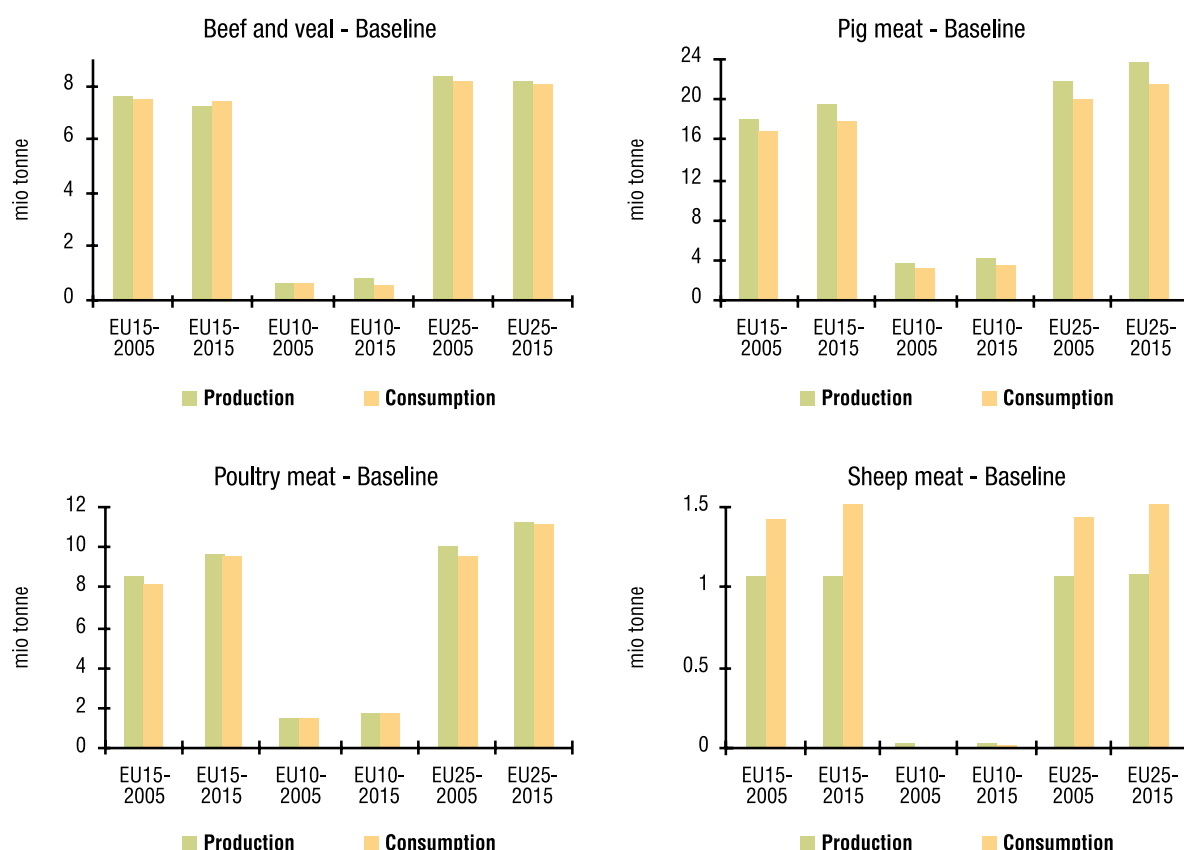 Beef and veal - Baseline
mio tonne
8
6
4
2
0
EU15-2005 EU15-2015 EU10-2005 EU10-2015 EU25-2005 EU25-2015
Production Consumption
Pig meat - Baseline
mio tonne
24
20
16
12
8
4
0
EU15-2005 EU15-2015 EU10-2005 EU10-2015 EU25-2005 EU25-2015
Production Consumption
Poultry meat - Baseline
mio tonne
12
10
8
6
4
2
0
EU15-2005 EU15-2015 EU10-2005 EU10-2015 EU25-2005 EU25-2015
Production Consumption
Sheep meat - Baseline
mio tonne
1.5
1
0.5
0
EU15-2005 EU15-2015 EU10-2005 EU10-2015 EU25-2005 EU25-2015
Production Consumption